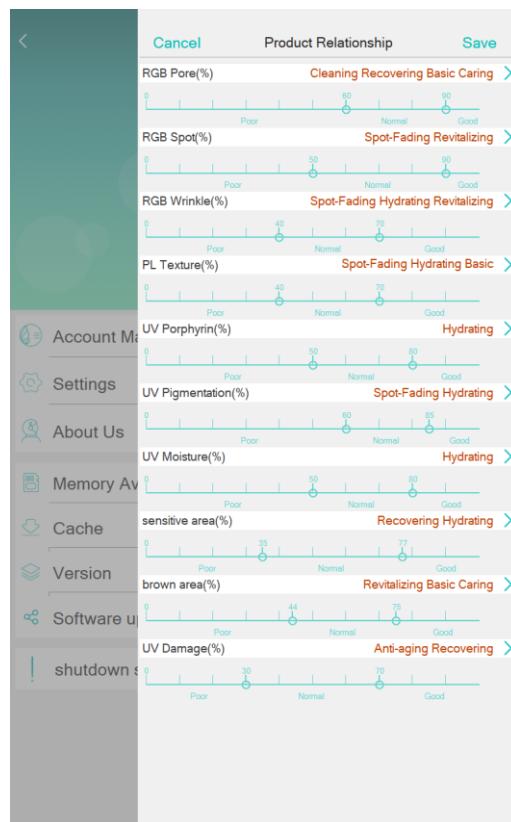 Cancel Product Relationship Save
RGB Pore(%) Cleaning Recovering Basic Caring
0 60 90
Poor Normal Good
RGB Spot(%) Spot-Fading Revitalizing
0 50 90
Poor Normal Good
RGB Wrinkle(%) Spot-Fading Hydrating Revitalizing
0 40 70
Poor Normal Good
PL Texture(%) Spot-Fading Hydrating Basic
0 40 70
Poor Normal Good
UV Porphyrin(%) Hydrating
0 50 80
Poor Normal Good
UV Pigmentation(%) Spot-Fading Hydrating
0 60 85
Poor Normal Good
UV Moisture(%) Hydrating
0 50 80
Poor Normal Good
sensitive area(%) Recovering Hydrating
0 35 77
Poor Normal Good
brown area(%) Revitalizing Basic Caring
0 44 75
Poor Normal Good
UV Damage(%) Anti-aging Recovering
0 30 70
Poor Normal Good
Account Ma
Settings
About Us
Memory Av
Cache
Version
Software u
shutdown s